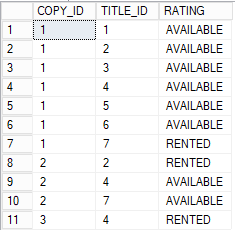 COPY_ID TITLE_ID RATING
1 1 1 AVAILABLE
2 1 2 AVAILABLE
3 1 3 AVAILABLE
4 1 4 AVAILABLE
5 1 5 AVAILABLE
6 1 6 AVAILABLE
7 1 7 RENTED
8 2 2 RENTED
9 2 4 AVAILABLE
10 2 7 AVAILABLE
11 3 4 RENTED